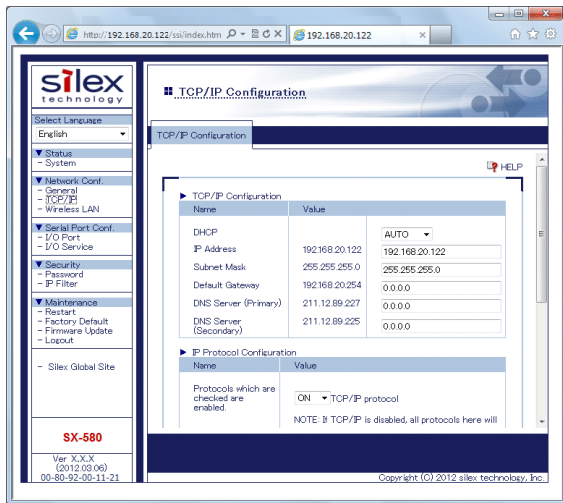 http://192.168.20.122/ssi/index.htm
192.168.20.122
silex
technology
Select Language
English
▼ Status
- System
▼ Network Conf.
- General
- TCP/IP
- Wireless LAN
▼ Serial Port Conf.
- I/O Port
- I/O Service
▼ Security
- Password
- IP Filter
▼ Maintenance
- Restart
- Factory Default
- Firmware Update
- Logout
- Silex Global Site
SX-580
Ver X.X.X
(2012.03.06)
00-80-92-00-11-21
TCP/IP Configuration
TCP/IP Configuration
HELP
TCP/IP Configuration
Name Value
DHCP AUTO
IP Address 192.168.20.122 192.168.20.122
Subnet Mask 255.255.255.0 255.255.255.0
Default Gateway 192.168.20.254 0.0.0.0
DNS Server (Primary) 211.12.89.227 0.0.0.0
DNS Server (Secondary) 211.12.89.225 0.0.0.0
IP Protocol Configuration
Name Value
Protocols which are
checked are
enabled.
ON TCP/IP protocol
NOTE: If TCP/IP is disabled, all protocols here will
Copyright (C) 2012 silex technology, Inc.